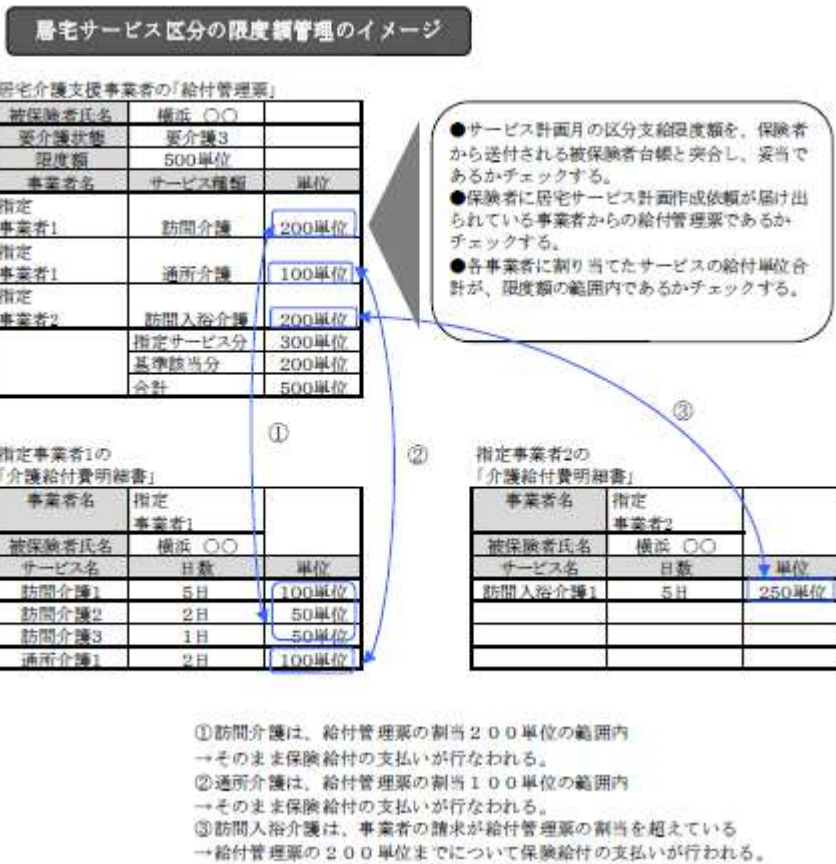 居宅サービス区分の限度額管理のイメージ
居宅介護支援事業者の「給付管理票」
被保険者氏名 横浜 〇〇
要介護状態 要介護3
限度額 500単位
事業者名 サービス種類 単位
指定
事業者1 訪問介護 200単位
指定
事業者1 通所介護 100単位
指定
事業者2 訪問入浴介護 200単位
指定サービス分 300単位
基準該当分 200単位
合計 500単位
●サービス計画月の区分支給限度額を、保険者
から送付される被保険者台帳と突合し、妥当で
あるかチェックする。
●保険者に居宅サービス計画作成依頼が届け出
られている事業者からの給付管理票であるか
チェックする。
●各事業者に割り当てたサービスの給付単位合
計が、限度額の範囲内であるかチェックする。
①
②
③
指定事業者1の
「介護給付費明細書」
事業者名 指定
事業者1
被保険者氏名 横浜 〇〇
サービス名 日数 単位
訪問介護1 5日 100単位
訪問介護2 2日 50単位
訪問介護3 1日 50単位
通所介護1 2日 100単位
指定事業者2の
「介護給付費明細書」
事業者名 指定
事業者2
被保険者氏名 横浜 〇〇
サービス名 日数 単位
訪問入浴介護1 5日 250単位
①訪問介護は、給付管理票の割当200単位の範囲内
→そのまま保険給付の支払いが行なわれる。
②通所介護は、給付管理票の割当100単位の範囲内
→そのまま保険給付の支払いが行なわれる。
③訪問入浴介護は、事業者の請求が給付管理票の割当を超えている
→給付管理票の200単位までについて保険給付の支払いが行われる。